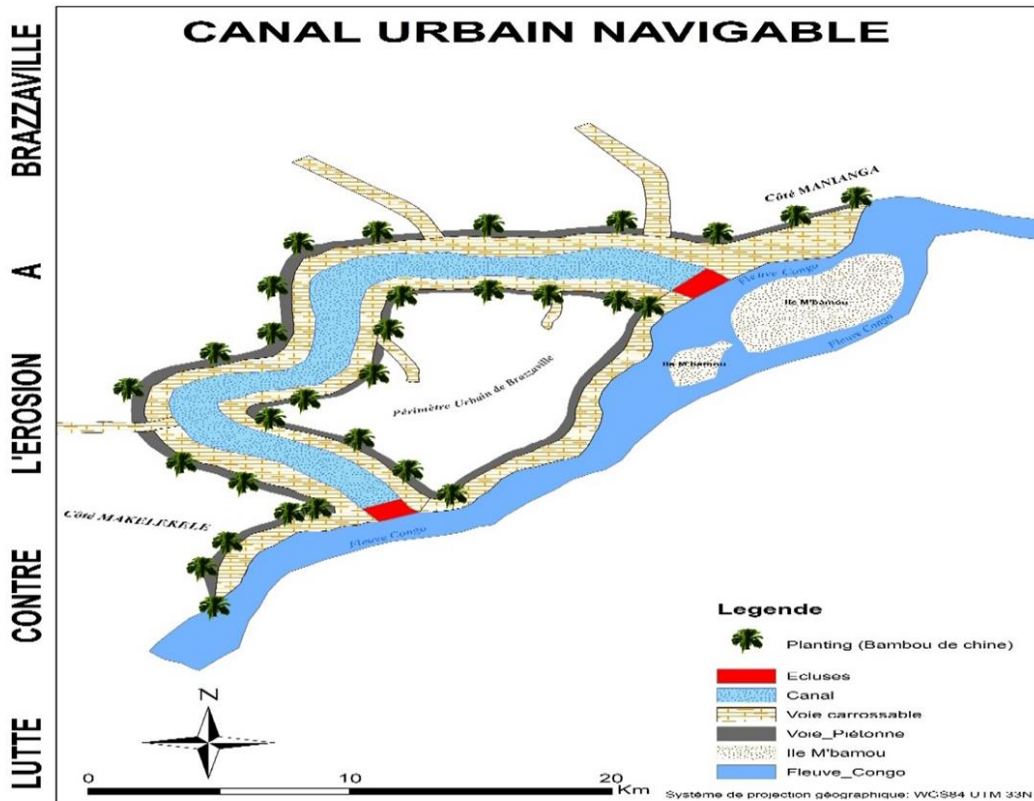 CANAL URBAIN NAVIGABLE
LUTTE CONTRE L'EROSION A BRAZZAVILLE
Côté MANIANGA
Fleuve Congo
Ile M'bamou
Fleuve Congo
Ile M'bamou
Périmètre Urbain de Brazzaville
Côté MAKELEKELE
Fleuve Congo
Legende
Planting (Bambou de chine)
Ecluses
Canal
Voie carrossable
Voie_Piétonne
Ile M'bamou
Fleuve_Congo
N
0 10 20
Km
Système de projection géographique: WGS84 UTM 33N